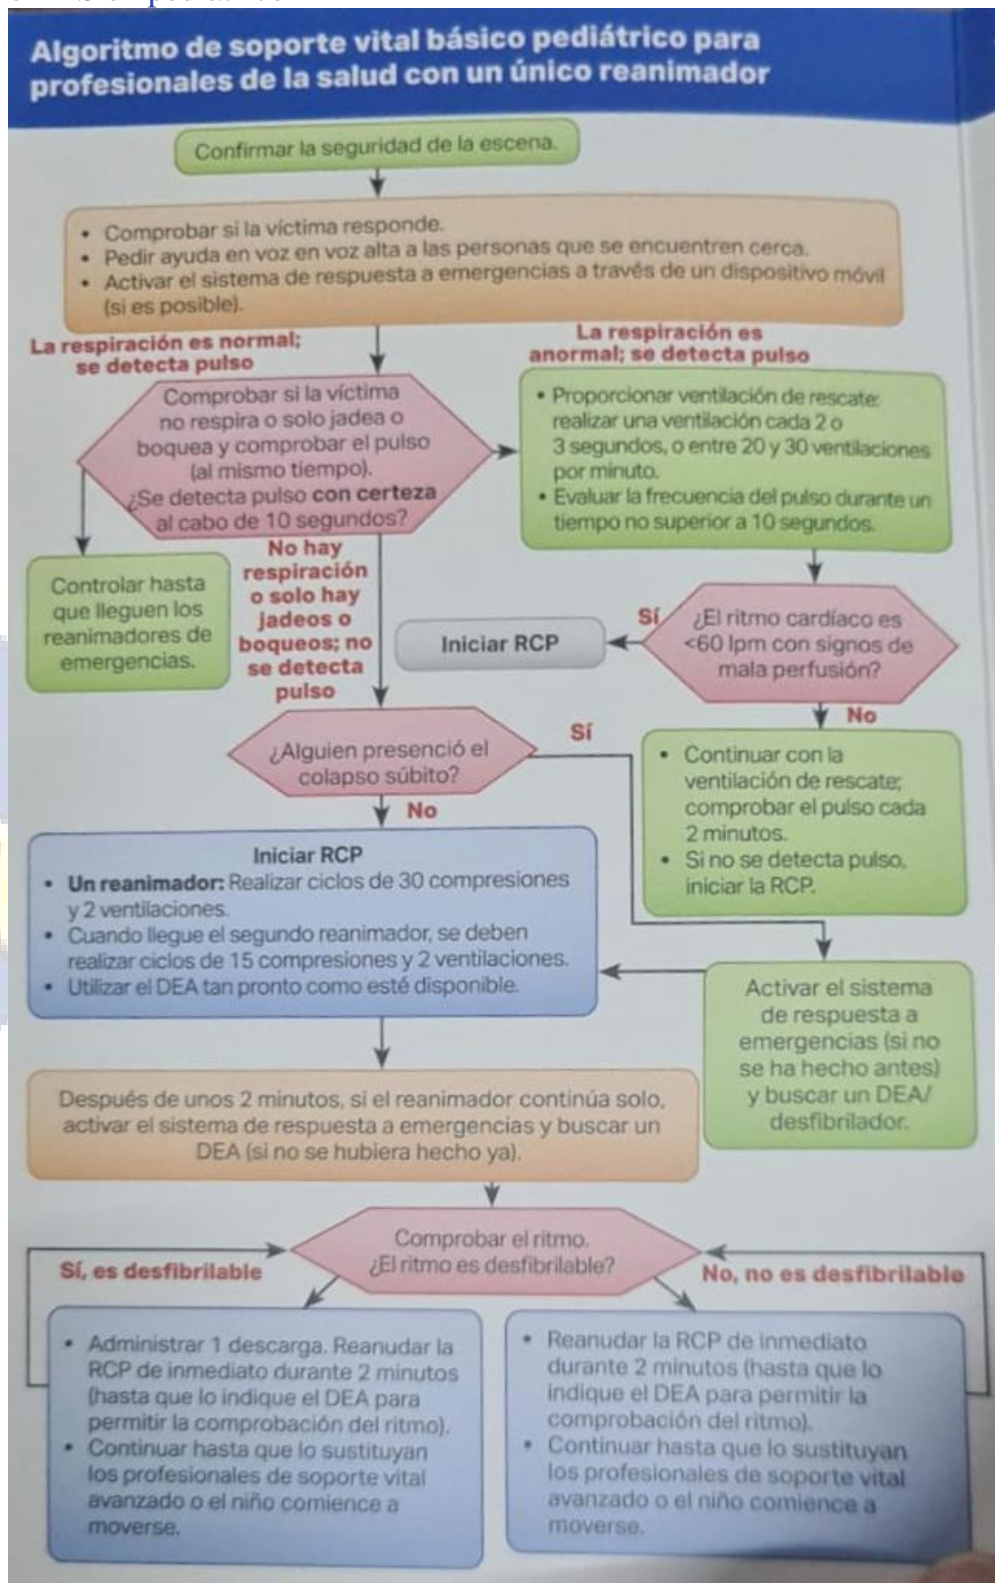 Algoritmo de soporte vital básico pediátrico para
profesionales de la salud con un único reanimador
Confirmar la seguridad de la escena.
• Comprobar si la víctima responde.
• Pedir ayuda en voz en voz alta a las personas que se encuentren cerca.
• Activar el sistema de respuesta a emergencias a través de un dispositivo móvil
(si es posible).
La respiración es normal;
se detecta pulso
La respiración es
anormal; se detecta pulso
Comprobar si la víctima
no respira o solo jadea o
boquea y comprobar el pulso
(al mismo tiempo).
¿Se detecta pulso con certeza
al cabo de 10 segundos?
• Proporcionar ventilación de rescate:
realizar una ventilación cada 2 o
3 segundos, o entre 20 y 30 ventilaciones
por minuto.
• Evaluar la frecuencia del pulso durante un
tiempo no superior a 10 segundos.
Controlar hasta
que lleguen los
reanimadores de
emergencias.
No hay
respiración
o solo hay
jadeos o
boqueos; no
se detecta
pulso
Iniciar RCP
Sí
¿El ritmo cardíaco es
<60 lpm con signos de
mala perfusión?
No
¿Alguien presenció el
colapso súbito?
Sí
No
• Continuar con la
ventilación de rescate;
comprobar el pulso cada
2 minutos.
• Si no se detecta pulso,
iniciar la RCP.
Iniciar RCP
• Un reanimador: Realizar ciclos de 30 compresiones
y 2 ventilaciones.
• Cuando llegue el segundo reanimador, se deben
realizar ciclos de 15 compresiones y 2 ventilaciones.
• Utilizar el DEA tan pronto como esté disponible.
Activar el sistema
de respuesta a
emergencias (si no
se ha hecho antes)
y buscar un DEA/
desfibrilador.
Después de unos 2 minutos, si el reanimador continúa solo,
activar el sistema de respuesta a emergencias y buscar un
DEA (si no se hubiera hecho ya).
Comprobar el ritmo.
¿El ritmo es desfibrilable?
Sí, es desfibrilable
No, no es desfibrilable
• Administrar 1 descarga. Reanudar la
RCP de inmediato durante 2 minutos
(hasta que lo indique el DEA para
permitir la comprobación del ritmo).
• Continuar hasta que lo sustituyan
los profesionales de soporte vital
avanzado o el niño comience a
moverse.
• Reanudar la RCP de inmediato
durante 2 minutos (hasta que lo
indique el DEA para permitir la
comprobación del ritmo).
• Continuar hasta que lo sustituyan
los profesionales de soporte vital
avanzado o el niño comience a
moverse.